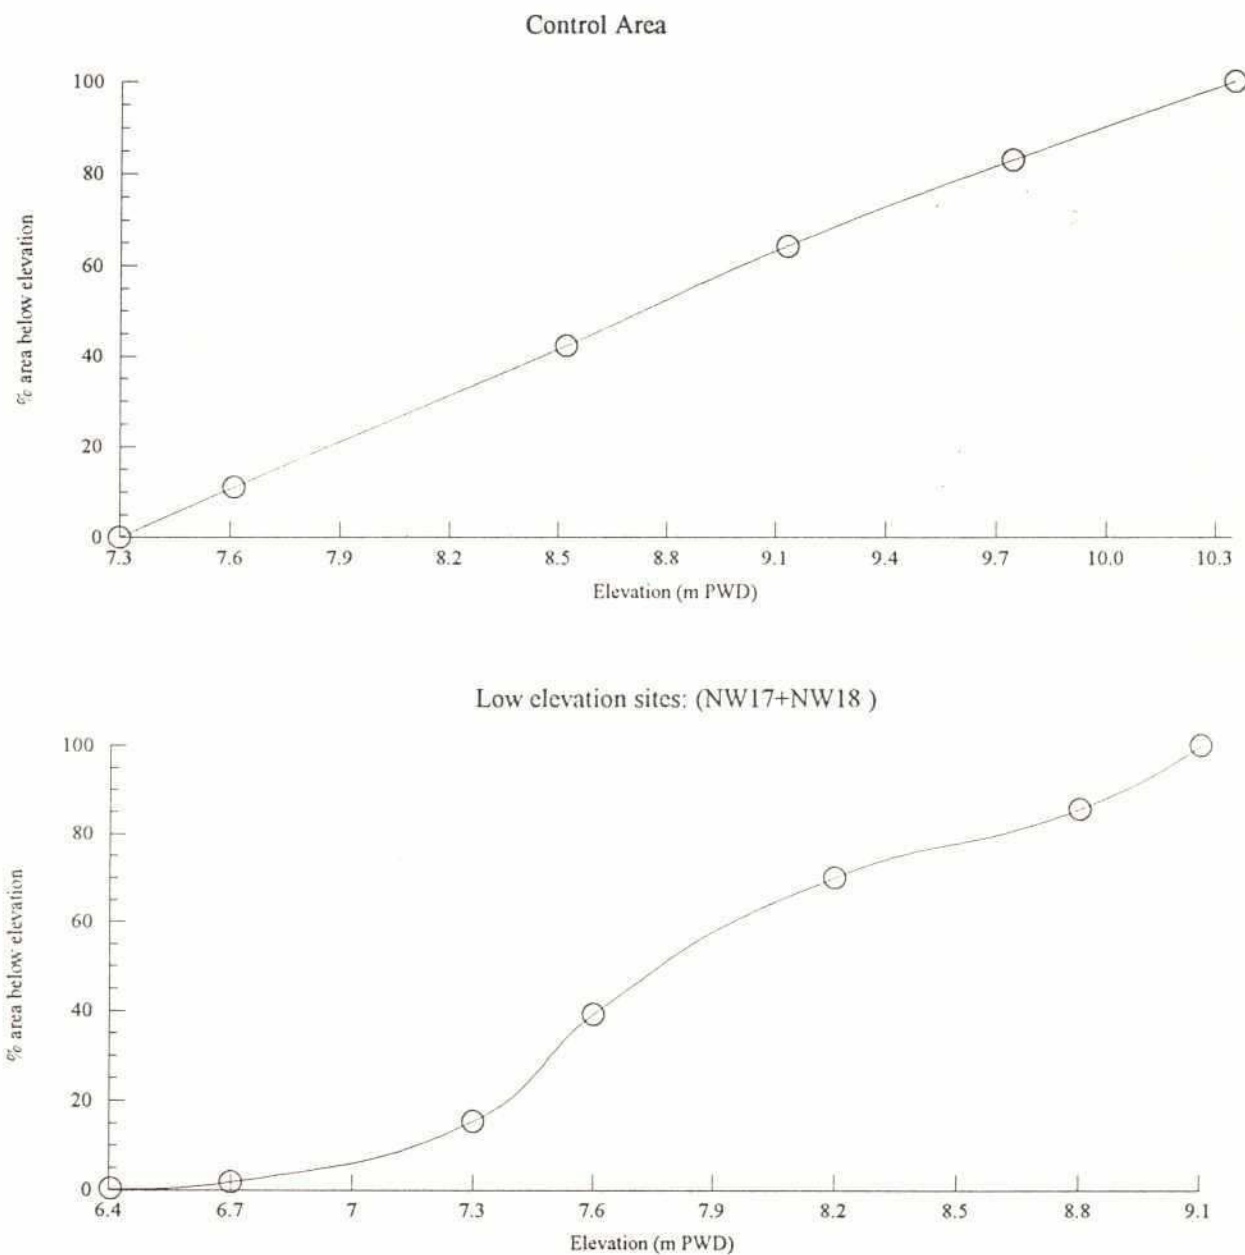 Control Area
100
80
60
40
20
0
% area below elevation
7.3 7.6 7.9 8.2 8.5 8.8 9.1 9.4 9.7 10.0 10.3
Elevation (m PWD)
Low elevation sites: (NW17+NW18 )
100
80
60
40
20
0
% area below elevation
6.4 6.7 7 7.3 7.6 7.9 8.2 8.5 8.8 9.1
Elevation (m PWD)